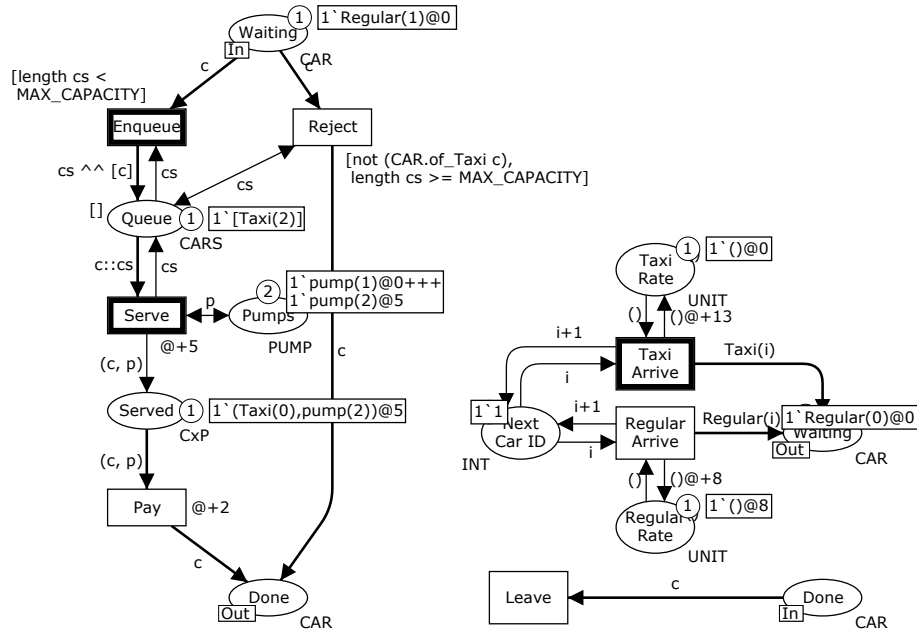 1
1`Regular(1)@0
Waiting
In
CAR
c
c
[length cs <
MAX_CAPACITY]
Enqueue
Reject
[not (CAR.of_Taxi c),
length cs >= MAX_CAPACITY]
cs ^^ [c]
cs
cs
[]
Queue
1
1`[Taxi(2)]
CARS
c::cs
cs
2
1`pump(1)@0+++
1`pump(2)@5
p
Serve
Pumps
@+5
PUMP
c
(c, p)
Served
1
1`(Taxi(0),pump(2))@5
CxP
(c, p)
Pay
@+2
c
Done
Out
CAR
1
1`()@0
Taxi
Rate
UNIT
()
()@+13
i+1
Taxi
Arrive
Taxi(i)
i
1`1
Next
Car ID
INT
i+1
i
Regular
Arrive
Regular(i)
1`Regular(0)@0
Waiting
Out
CAR
()
()@+8
1
1`()@8
Regular
Rate
UNIT
Leave
c
Done
In
CAR